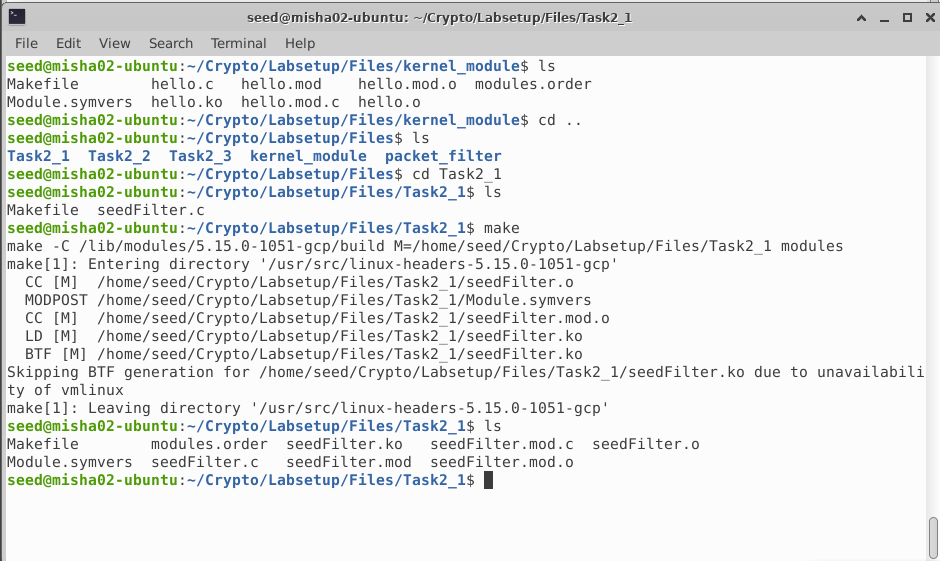 seed@misha02-ubuntu: ~/Crypto/Labsetup/Files/Task2_1
File Edit View Search Terminal Help
seed@misha02-ubuntu:~/Crypto/Labsetup/Files/kernel_module$ ls
Makefile        hello.c   hello.mod    hello.mod.o  modules.order
Module.symvers  hello.ko  hello.mod.c  hello.o
seed@misha02-ubuntu:~/Crypto/Labsetup/Files/kernel_module$ cd ..
seed@misha02-ubuntu:~/Crypto/Labsetup/Files$ ls
Task2_1  Task2_2  Task2_3  kernel_module  packet_filter
seed@misha02-ubuntu:~/Crypto/Labsetup/Files$ cd Task2_1
seed@misha02-ubuntu:~/Crypto/Labsetup/Files/Task2_1$ ls
Makefile  seedFilter.c
seed@misha02-ubuntu:~/Crypto/Labsetup/Files/Task2_1$ make
make -C /lib/modules/5.15.0-1051-gcp/build M=/home/seed/Crypto/Labsetup/Files/Task2_1 modules
make[1]: Entering directory '/usr/src/linux-headers-5.15.0-1051-gcp'
  CC [M]  /home/seed/Crypto/Labsetup/Files/Task2_1/seedFilter.o
  MODPOST /home/seed/Crypto/Labsetup/Files/Task2_1/Module.symvers
  CC [M]  /home/seed/Crypto/Labsetup/Files/Task2_1/seedFilter.mod.o
  LD [M]  /home/seed/Crypto/Labsetup/Files/Task2_1/seedFilter.ko
  BTF [M] /home/seed/Crypto/Labsetup/Files/Task2_1/seedFilter.ko
Skipping BTF generation for /home/seed/Crypto/Labsetup/Files/Task2_1/seedFilter.ko due to unavailabili
ty of vmlinux
make[1]: Leaving directory '/usr/src/linux-headers-5.15.0-1051-gcp'
seed@misha02-ubuntu:~/Crypto/Labsetup/Files/Task2_1$ ls
Makefile        modules.order  seedFilter.ko   seedFilter.mod.c  seedFilter.o
Module.symvers  seedFilter.c   seedFilter.mod  seedFilter.mod.o
seed@misha02-ubuntu:~/Crypto/Labsetup/Files/Task2_1$